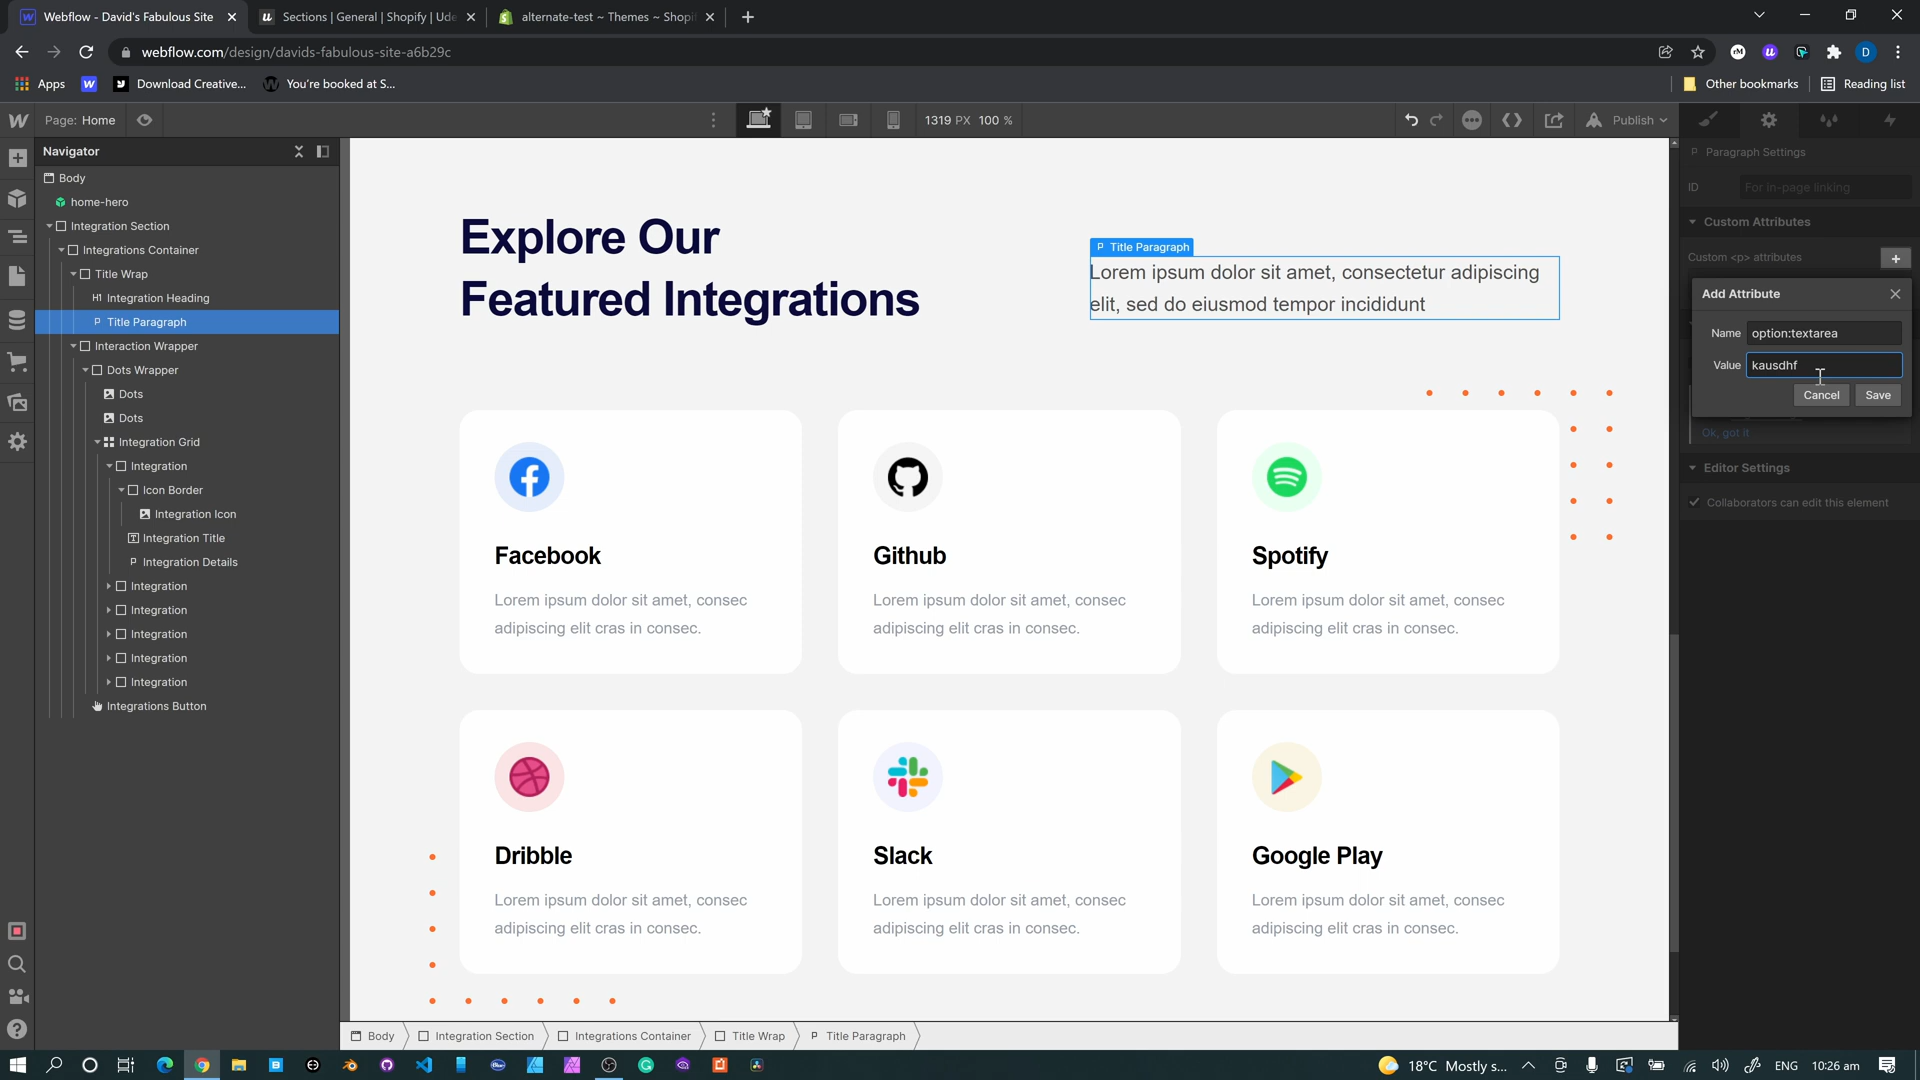 Webflow - David's Fabulous Site
Sections | General | Shopify | Ude
alternate-test ~ Themes ~ Shopi
webflow.com/design/davids-fabulous-site-a6b29c
Apps
Download Creative...
You're booked at S...
Other bookmarks
Reading list
Page: Home
1319 PX 100 %
Publish
Navigator
Body
home-hero
Integration Section
Integrations Container
Title Wrap
H1 Integration Heading
P Title Paragraph
Interaction Wrapper
Dots Wrapper
Dots
Dots
Integration Grid
Integration
Icon Border
Integration Icon
Integration Title
P Integration Details
Integration
Integration
Integration
Integration
Integration
Integrations Button
Explore Our
Featured Integrations
P Title Paragraph
Lorem ipsum dolor sit amet, consectetur adipiscing
elit, sed do eiusmod tempor incididunt
Facebook
Lorem ipsum dolor sit amet, consec
adipiscing elit cras in consec.
Github
Lorem ipsum dolor sit amet, consec
adipiscing elit cras in consec.
Spotify
Lorem ipsum dolor sit amet, consec
adipiscing elit cras in consec.
Dribble
Lorem ipsum dolor sit amet, consec
adipiscing elit cras in consec.
Slack
Lorem ipsum dolor sit amet, consec
adipiscing elit cras in consec.
Google Play
Lorem ipsum dolor sit amet, consec
adipiscing elit cras in consec.
P Paragraph Settings
ID For in-page linking
Custom Attributes
Custom <p> attributes
Add Attribute
Name option:textarea
Value kausdhf
Cancel Save
Ok, got it
Editor Settings
Collaborators can edit this element
Body Integration Section Integrations Container Title Wrap P Title Paragraph
18°C Mostly s...
ENG 10:26 am